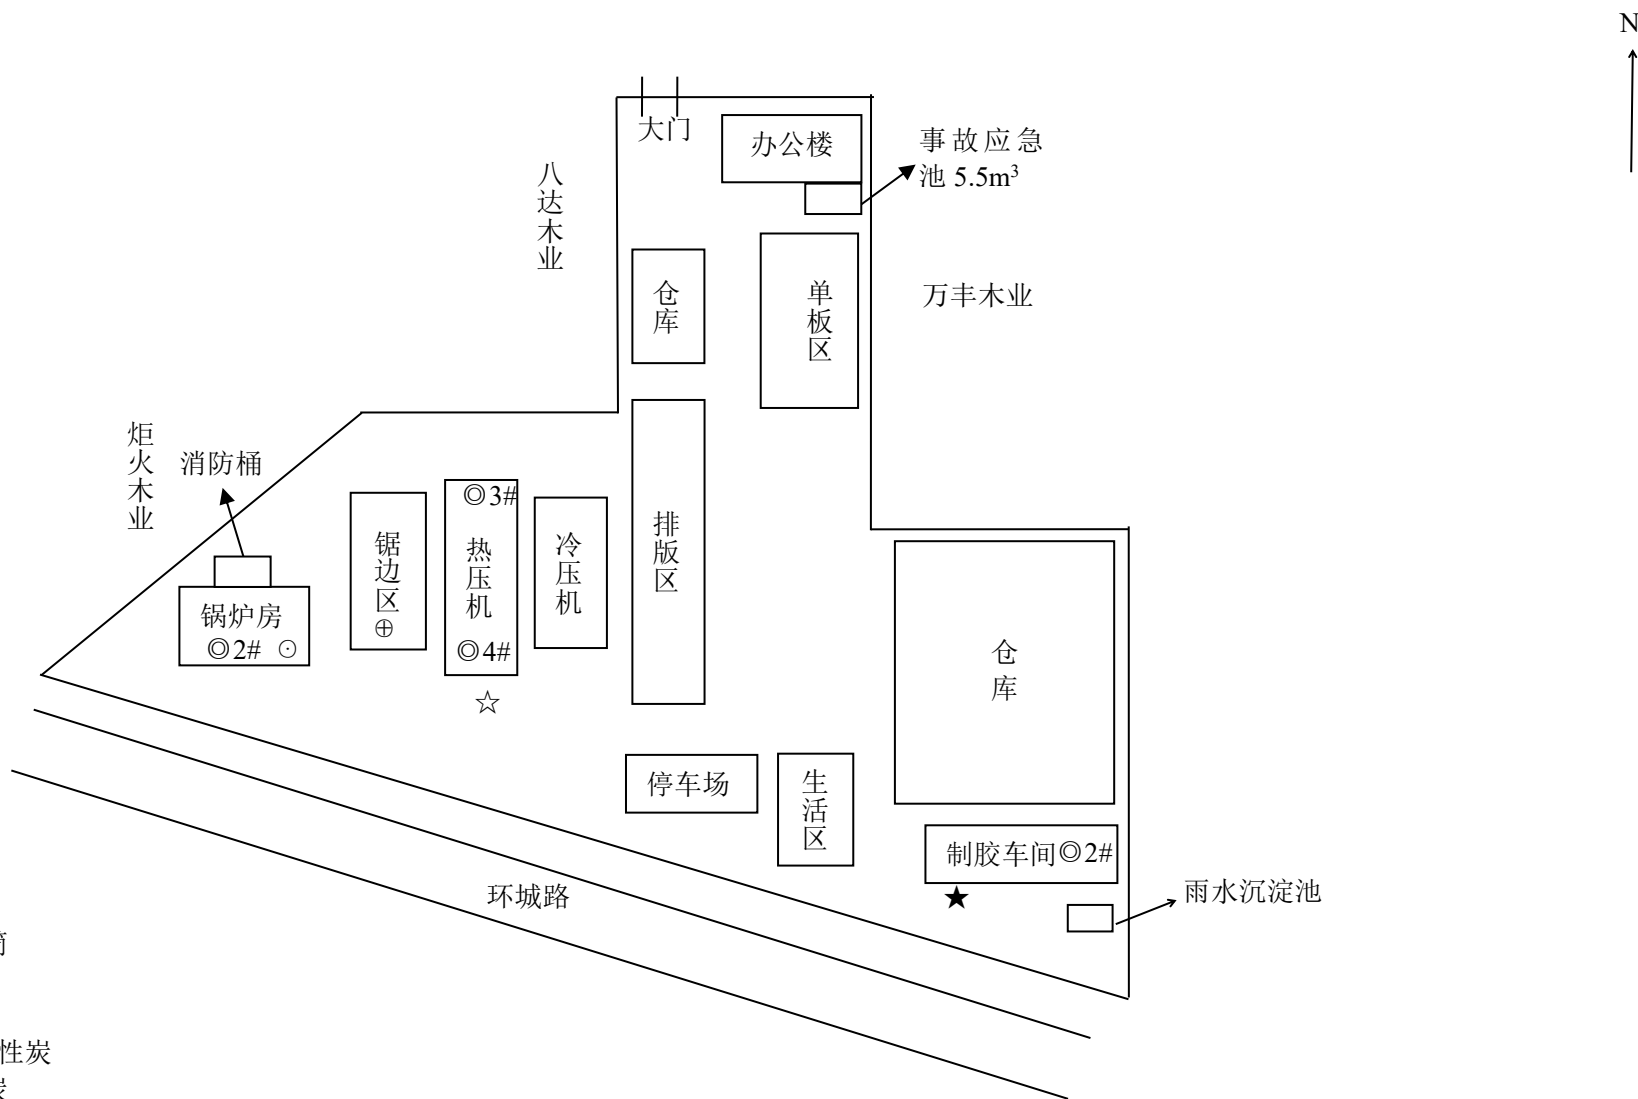 N
大门
办公楼
事故应急
池 5.5m³
八达木业
仓库
单板区
万丰木业
炬火木业
消防桶
◎3#
锯边区
⊕
热压机
冷压机
排版区
锅炉房
◎2# ⊙
◎4#
☆
仓库
停车场
生活区
制胶车间◎2#
★
雨水沉淀池
环城路
性炭